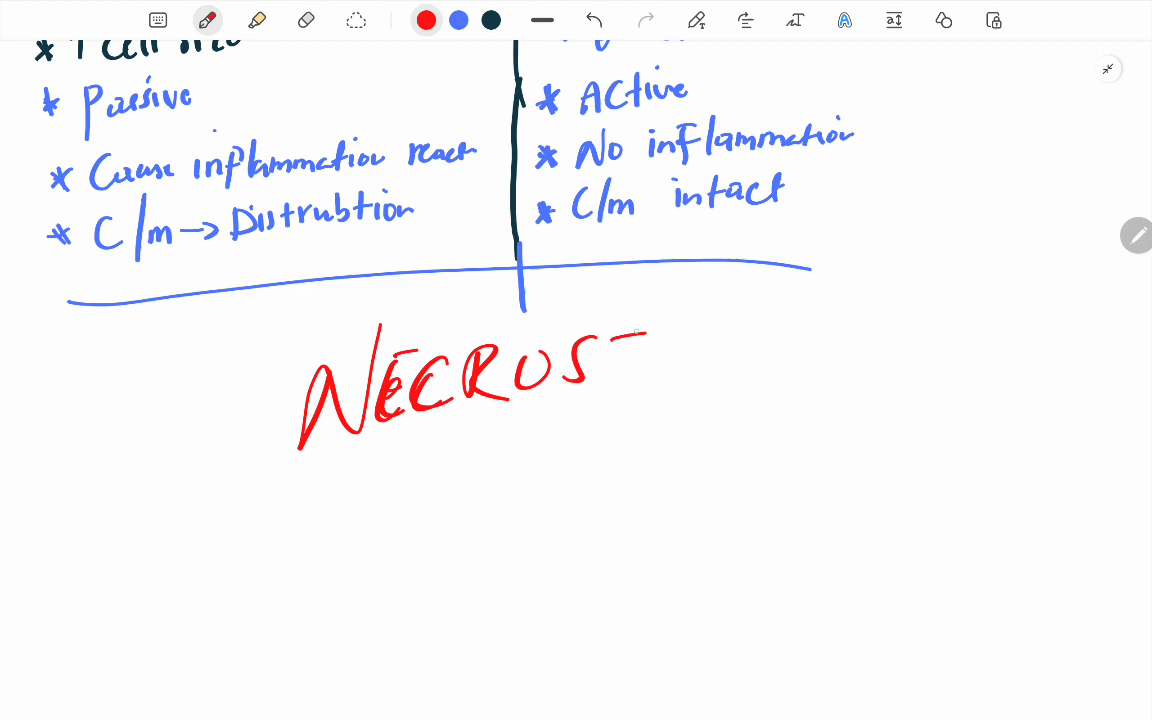 * Passive
* Cause inflammation react
* C/m → Distrubtion
* Active
* No inflammation
* C/m intact
NECROS